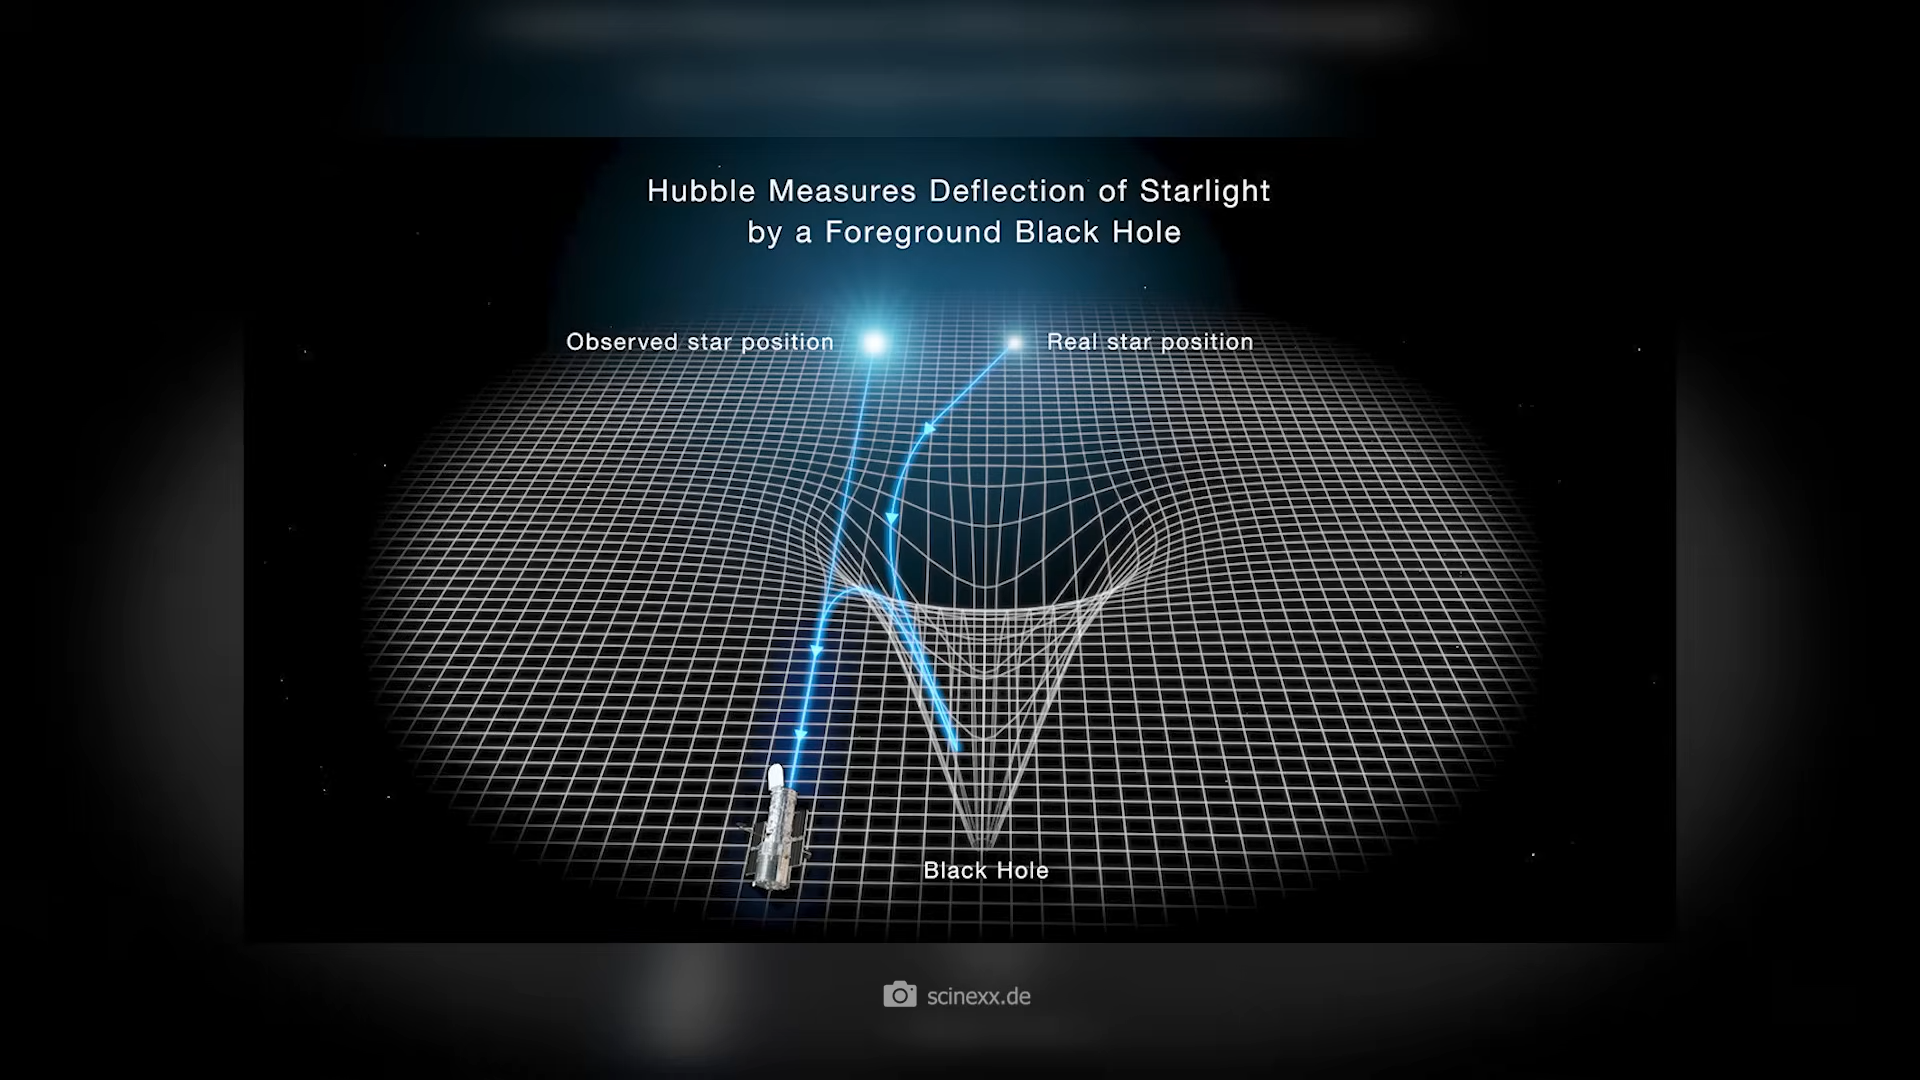 Hubble Measures Deflection of Starlight
by a Foreground Black Hole
Observed star position
Real star position
Black Hole
scinexx.de